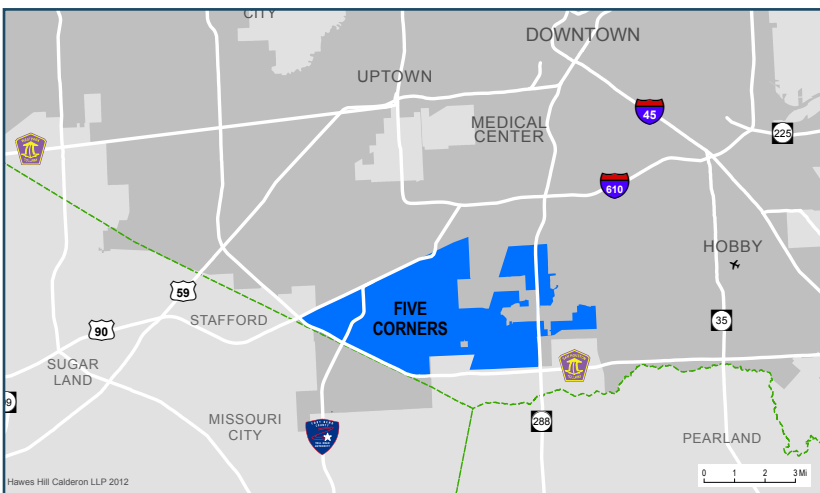 CITY
DOWNTOWN
UPTOWN
MEDICAL
CENTER
45
225
610
HOBBY
59
FIVE
CORNERS
STAFFORD
90
35
SUGAR
LAND
MISSOURI
CITY
288
PEARLAND
0 1 2 3 Mi
Hawes Hill Calderon LLP 2012